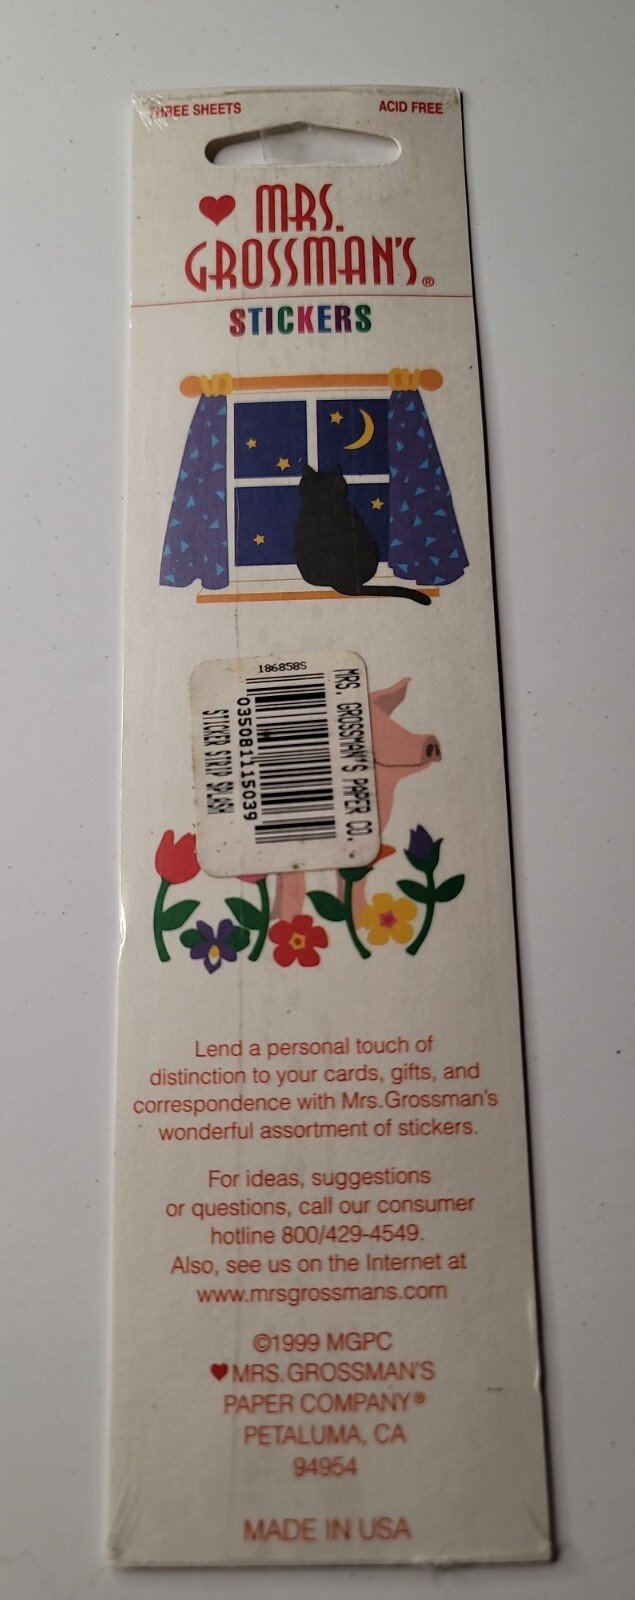 THREE SHEETS
ACID FREE
♥ MRS.
GROSSMAN'S®
STICKERS
186858S
MRS. GROSSMAN'S PAPER CO.
035081115039
STICKER STRIP SPLASH
Lend a personal touch of
distinction to your cards, gifts, and
correspondence with Mrs.Grossman's
wonderful assortment of stickers.
For ideas, suggestions
or questions, call our consumer
hotline 800/429-4549.
Also, see us on the Internet at
www.mrsgrossmans.com
©1999 MGPC
♥MRS.GROSSMAN'S
PAPER COMPANY®
PETALUMA, CA
94954
MADE IN USA